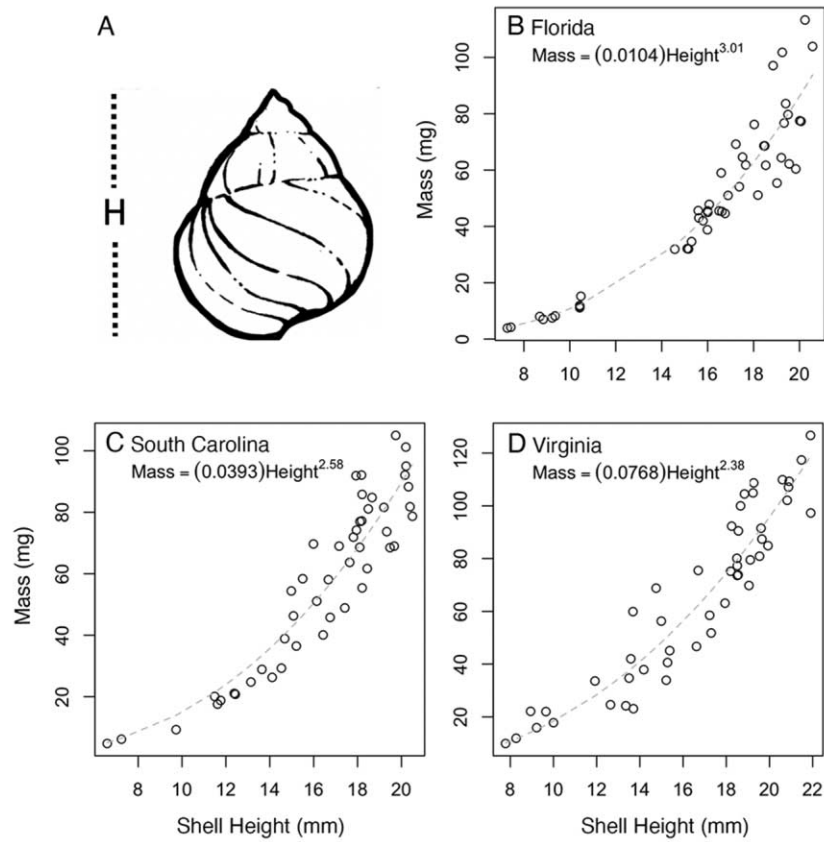 A
H
B Florida
Mass = (0.0104)Height^3.01
Mass (mg)
100
80
60
40
20
0
8 10 12 14 16 18 20
C South Carolina
Mass = (0.0393)Height^2.58
Mass (mg)
100
80
60
40
20
8 10 12 14 16 18 20
Shell Height (mm)
D Virginia
Mass = (0.0768)Height^2.38
120
100
80
60
40
20
8 10 12 14 16 18 20 22
Shell Height (mm)